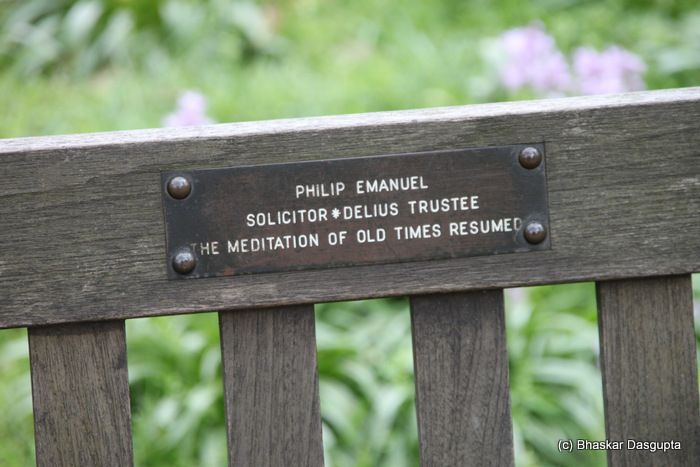 PHILIP EMANUEL
SOLICITOR*DELIUS TRUSTEE
THE MEDITATION OF OLD TIMES RESUMED
(c) Bhaskar Dasgupta